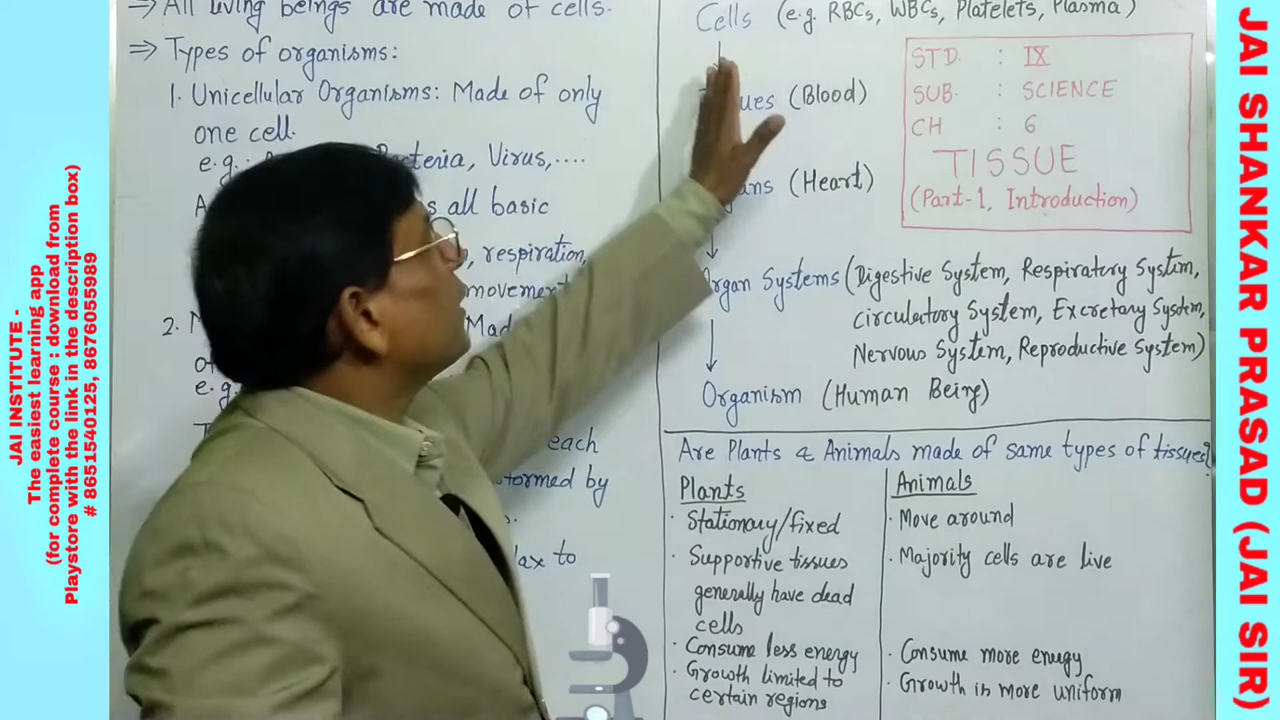 JAI INSTITUTE -
The easiest learning app
(for complete course : download from
Playstore with the link in the description box)
# 8651540125, 8676055989
⇒ All living beings are made of cells.
⇒ Types of organisms:
1. Unicellular Organisms: Made of only
one cell.
e.g.: Bacteria, Virus,....
all basic
respiration,
movement
2.
Made
e.g.
each
by
to
Cells (e.g. RBCs, WBCs, Platelets, Plasma)
(Blood)
(Heart)
Organ Systems (Digestive System, Respiratory System,
Circulatory System, Excretory System,
Nervous System, Reproductive System)
Organism (Human Being)
STD. : IX
SUB. : SCIENCE
CH : 6
TISSUE
(Part-1, Introduction)
Are Plants & Animals made of same types of tissues?
Plants
· Stationary/fixed
· Supportive tissues
generally have dead
cells
· Consume less energy
· Growth limited to
certain regions
Animals
· Move around
· Majority cells are live
· Consume more energy
· Growth is more uniform
JAI SHANKAR PRASAD (JAI SIR)